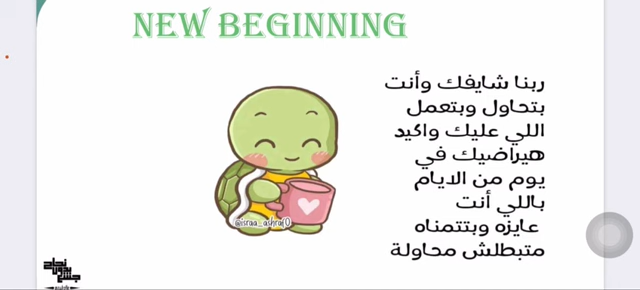 NEW BEGINNING
ربنا شايفك وأنت
بتحاول وبتعمل
اللي عليك واكيد
هيراضيك في
يوم من الايام
باللي أنت
عايزه وبتتمناه
متبطلش محاولة
@israa_ashraf0